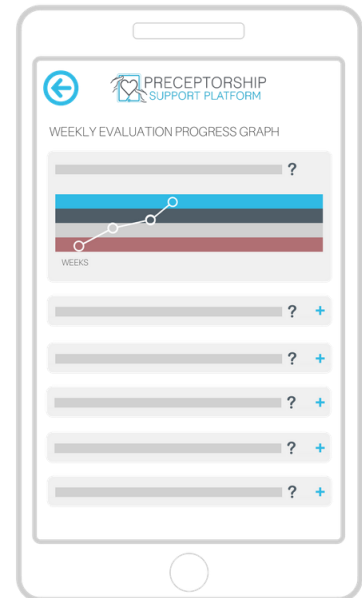 PRECEPTORSHIP
SUPPORT PLATFORM
WEEKLY EVALUATION PROGRESS GRAPH
?
WEEKS
? +
? +
? +
? +
? +